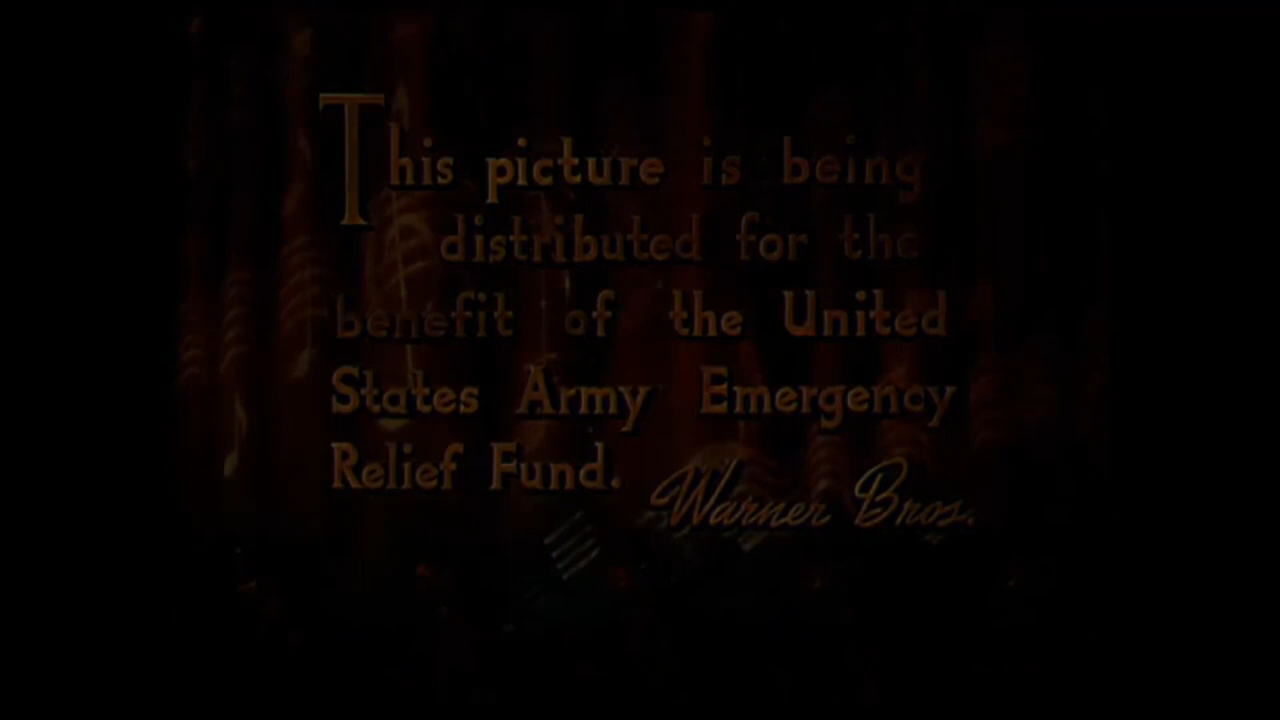 This picture is being
distributed for the
benefit of the United
States Army Emergency
Relief Fund.
Warner Bros.